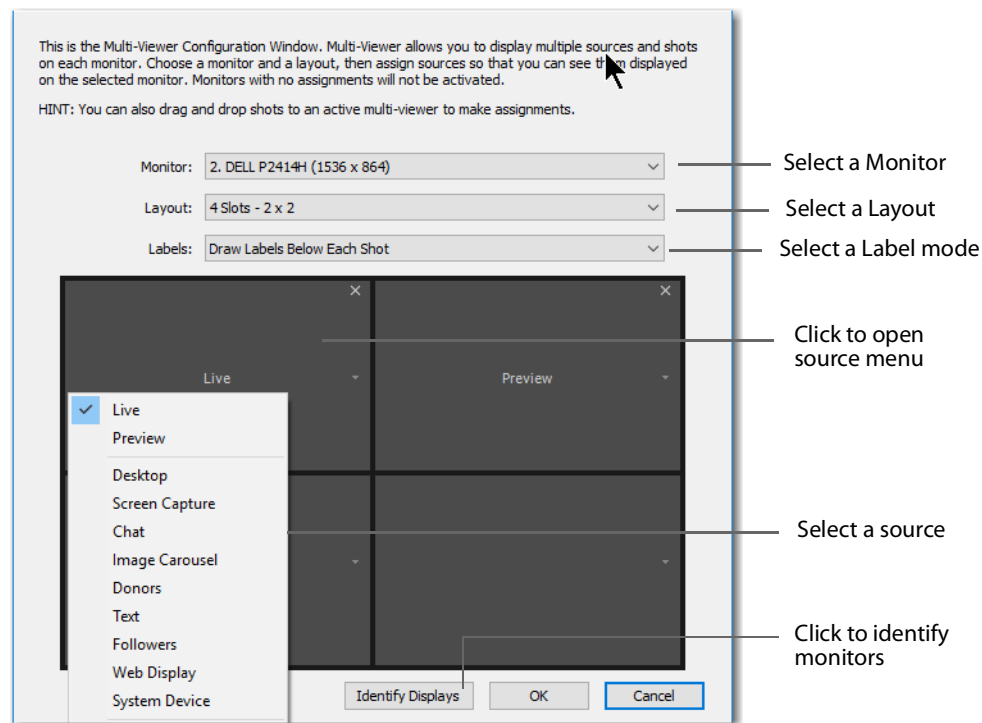 This is the Multi-Viewer Configuration Window. Multi-Viewer allows you to display multiple sources and shots
on each monitor. Choose a monitor and a layout, then assign sources so that you can see them displayed
on the selected monitor. Monitors with no assignments will not be activated.
HINT: You can also drag and drop shots to an active multi-viewer to make assignments.
Monitor: 2. DELL P2414H (1536 x 864)
Select a Monitor
Layout: 4 Slots - 2 x 2
Select a Layout
Labels: Draw Labels Below Each Shot
Select a Label mode
Click to open
source menu
Live
Preview
Live
Preview
Desktop
Screen Capture
Chat
Image Carousel
Donors
Text
Followers
Web Display
System Device
Select a source
Click to identify
monitors
Identify Displays
OK
Cancel